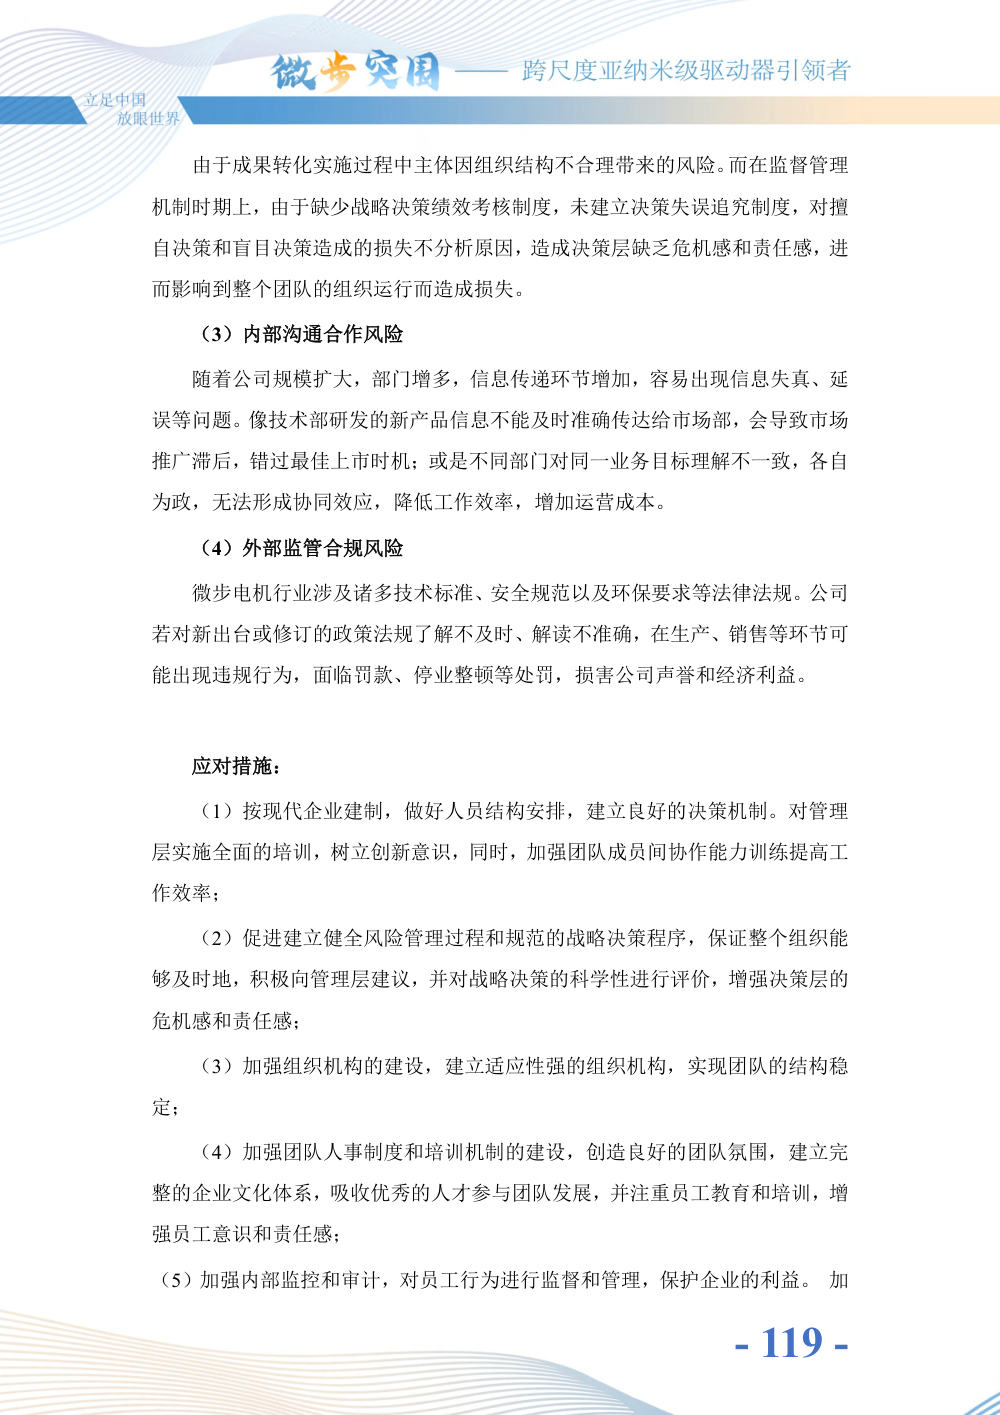 微步突围 —— 跨尺度亚纳米级驱动器引领者
立足中国
放眼世界
由于成果转化实施过程中主体因组织结构不合理带来的风险。而在监督管理
机制时期上，由于缺少战略决策绩效考核制度，未建立决策失误追究制度，对擅
自决策和盲目决策造成的损失不分析原因，造成决策层缺乏危机感和责任感，进
而影响到整个团队的组织运行而造成损失。
（3）内部沟通合作风险
随着公司规模扩大，部门增多，信息传递环节增加，容易出现信息失真、延
误等问题。像技术部研发的新产品信息不能及时准确传达给市场部，会导致市场
推广滞后，错过最佳上市时机；或是不同部门对同一业务目标理解不一致，各自
为政，无法形成协同效应，降低工作效率，增加运营成本。
（4）外部监管合规风险
微步电机行业涉及诸多技术标准、安全规范以及环保要求等法律法规。公司
若对新出台或修订的政策法规了解不及时、解读不准确，在生产、销售等环节可
能出现违规行为，面临罚款、停业整顿等处罚，损害公司声誉和经济利益。
应对措施：
（1）按现代企业建制，做好人员结构安排，建立良好的决策机制。对管理
层实施全面的培训，树立创新意识，同时，加强团队成员间协作能力训练提高工
作效率；
（2）促进建立健全风险管理过程和规范的战略决策程序，保证整个组织能
够及时地，积极向管理层建议，并对战略决策的科学性进行评价，增强决策层的
危机感和责任感；
（3）加强组织机构的建设，建立适应性强的组织机构，实现团队的结构稳
定；
（4）加强团队人事制度和培训机制的建设，创造良好的团队氛围，建立完
整的企业文化体系，吸收优秀的人才参与团队发展，并注重员工教育和培训，增
强员工意识和责任感；
（5）加强内部监控和审计，对员工行为进行监督和管理，保护企业的利益。 加
- 119 -